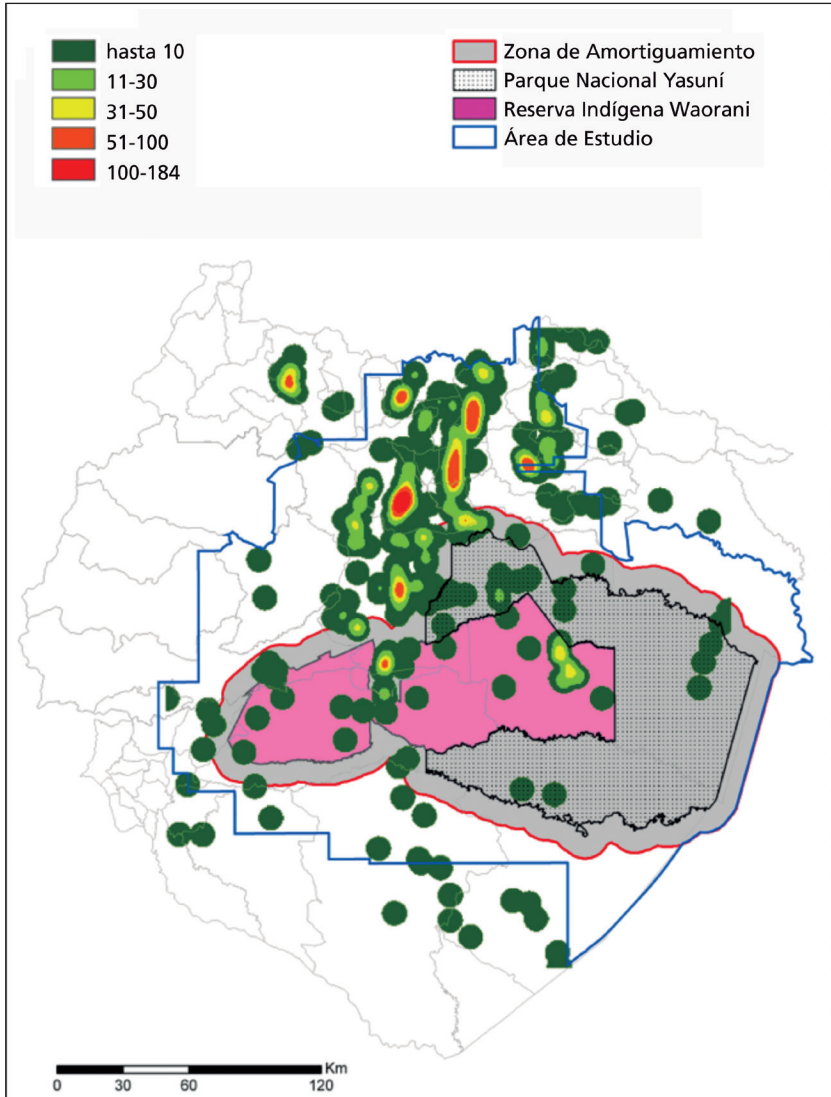 hasta 10
11-30
31-50
51-100
100-184
Zona de Amortiguamiento
Parque Nacional Yasuní
Reserva Indígena Waorani
Área de Estudio
Km
0 30 60 120